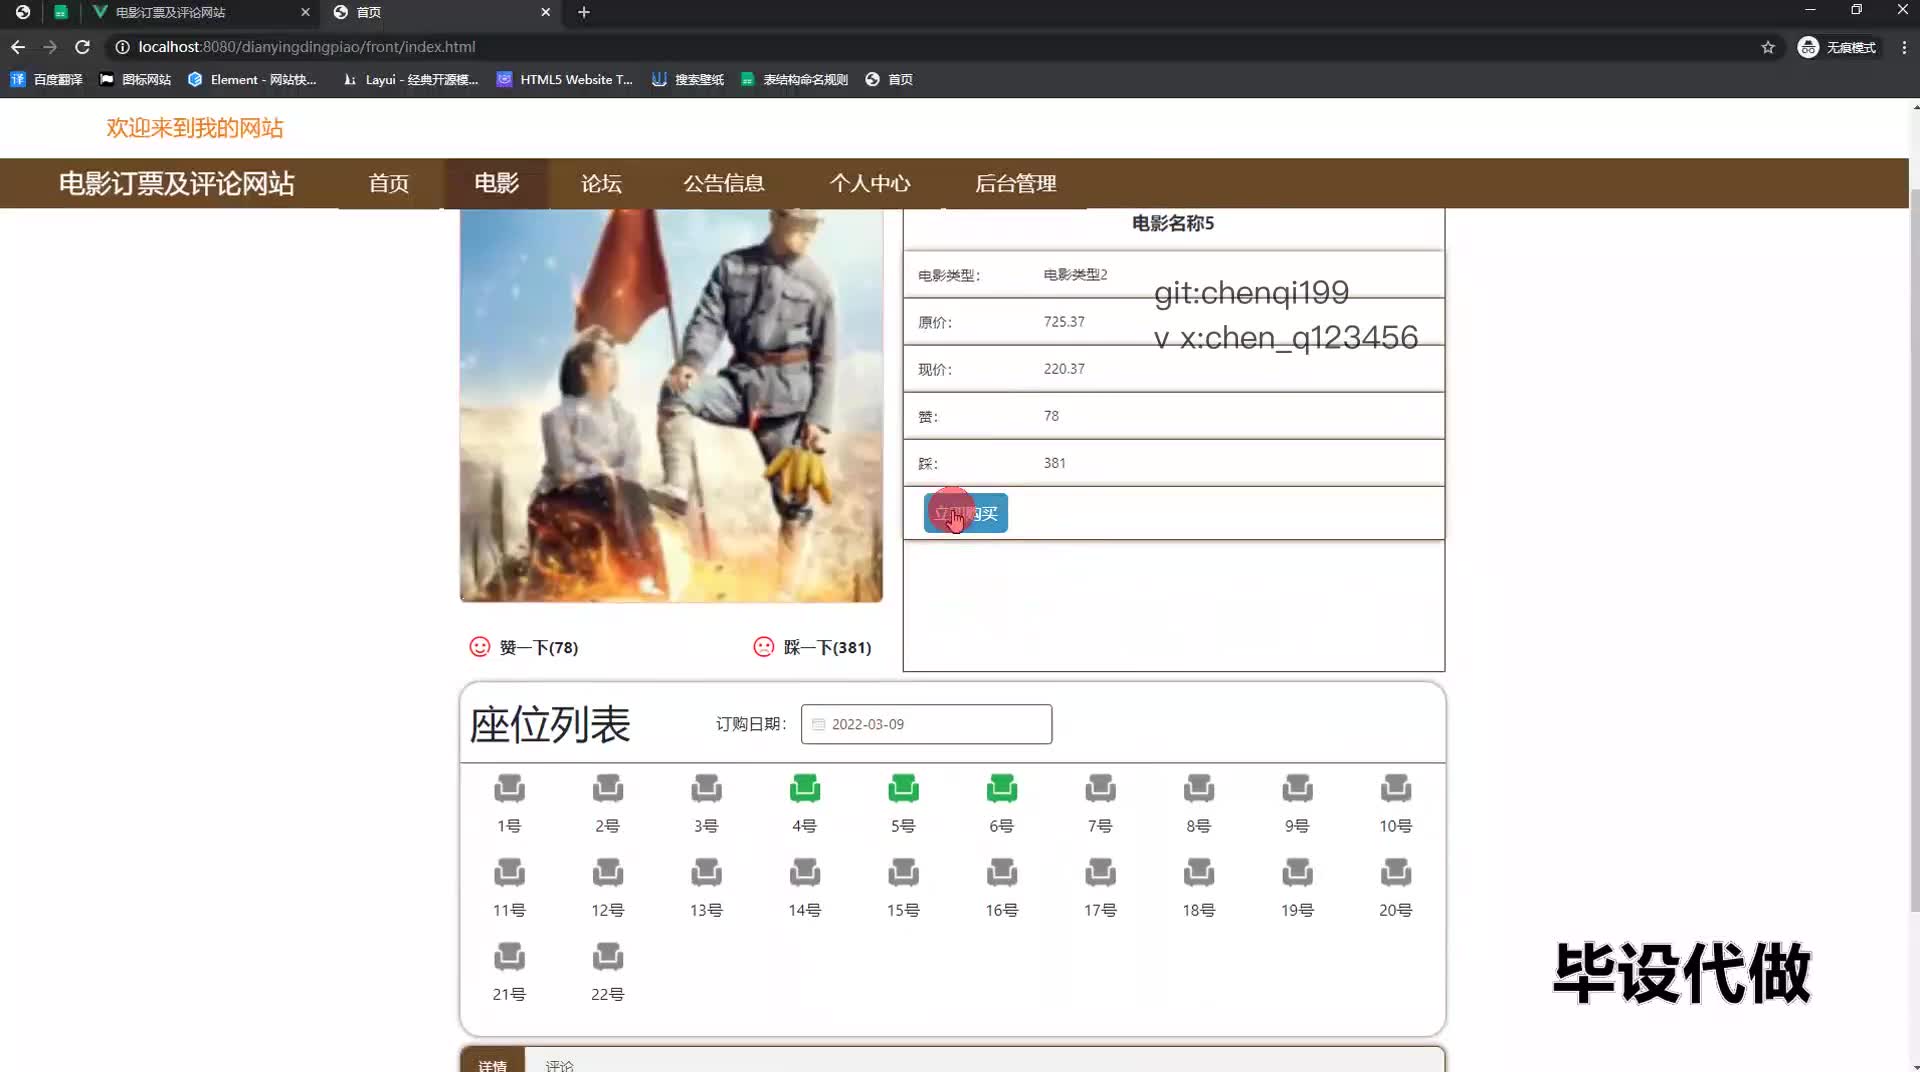 电影订票及评论网站
首页
localhost:8080/dianyingdingpiao/front/index.html
无痕模式
百度翻译
图标网站
Element - 网站快...
Layui - 经典开源模...
HTML5 Website T...
搜索壁纸
表结构命名规则
首页
欢迎来到我的网站
电影订票及评论网站
首页
电影
论坛
公告信息
个人中心
后台管理
电影名称5
电影类型： 电影类型2
git:chenqi199
原价： 725.37
v x:chen_q123456
现价： 220.37
赞： 78
踩： 381
立即购买
赞一下(78)
踩一下(381)
座位列表
订购日期： 2022-03-09
1号 2号 3号 4号 5号 6号 7号 8号 9号 10号
11号 12号 13号 14号 15号 16号 17号 18号 19号 20号
21号 22号
毕设代做
详情 评论